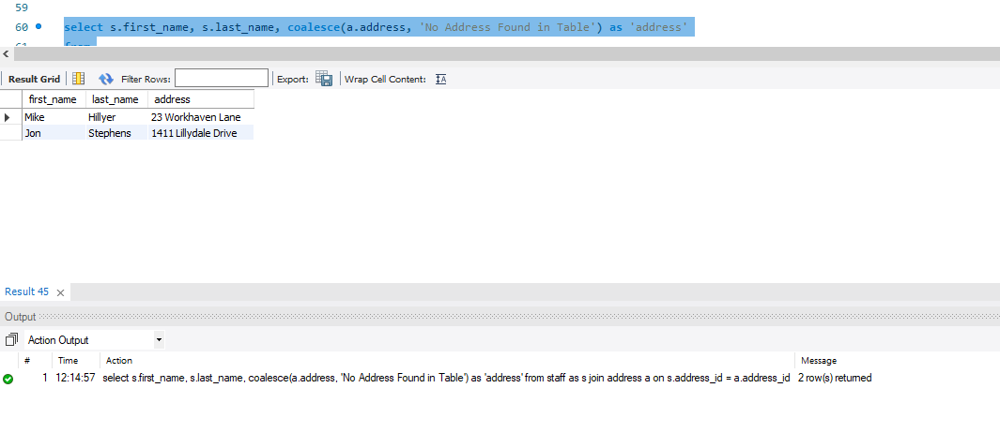 59
60 select s.first_name, s.last_name, coalesce(a.address, 'No Address Found in Table') as 'address'
61 from
Result Grid Filter Rows: Export: Wrap Cell Content:
first_name last_name address
Mike Hillyer 23 Workhaven Lane
Jon Stephens 1411 Lillydale Drive
Result 45
Output
Action Output
# Time Action Message
1 12:14:57 select s.first_name, s.last_name, coalesce(a.address, 'No Address Found in Table') as 'address' from staff as s join address a on s.address_id = a.address_id 2 row(s) returned